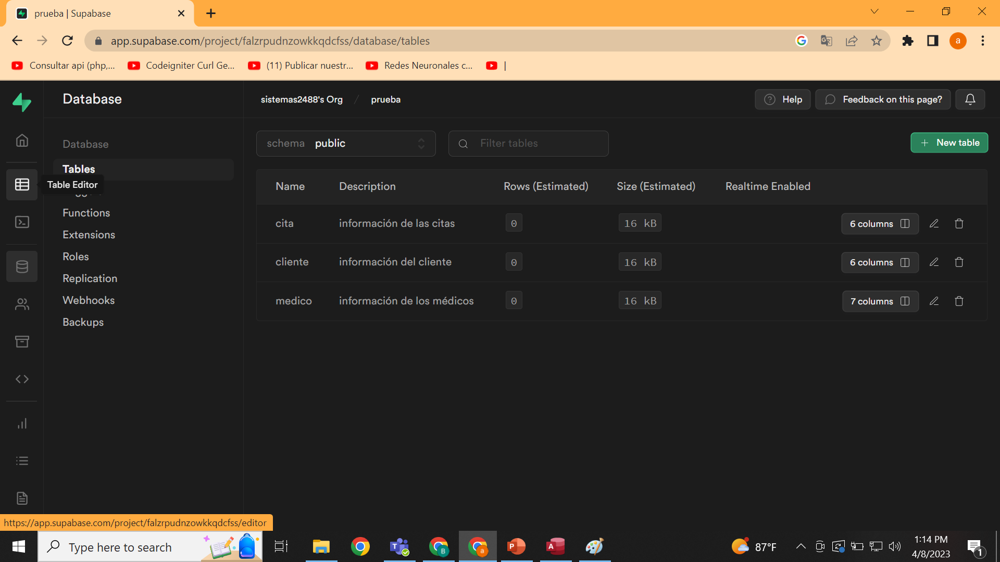 prueba | Supabase
app.supabase.com/project/falzrpudnzowkkqdcfss/database/tables
a
Consultar api (php,...
Codeigniter Curl Ge...
(11) Publicar nuestr...
Redes Neuronales c...
|
Database
sistemas2488's Org / prueba
Help
Feedback on this page?
Database
schema public
Filter tables
New table
Tables
Table Editor
Functions
Extensions
Roles
Replication
Webhooks
Backups
Name Description Rows (Estimated) Size (Estimated) Realtime Enabled
cita información de las citas 0 16 kB 6 columns
cliente información del cliente 0 16 kB 6 columns
medico información de los médicos 0 16 kB 7 columns
https://app.supabase.com/project/falzrpudnzowkkqdcfss/editor
Type here to search
T
B
a
P
A
87°F
1:14 PM
4/8/2023
1